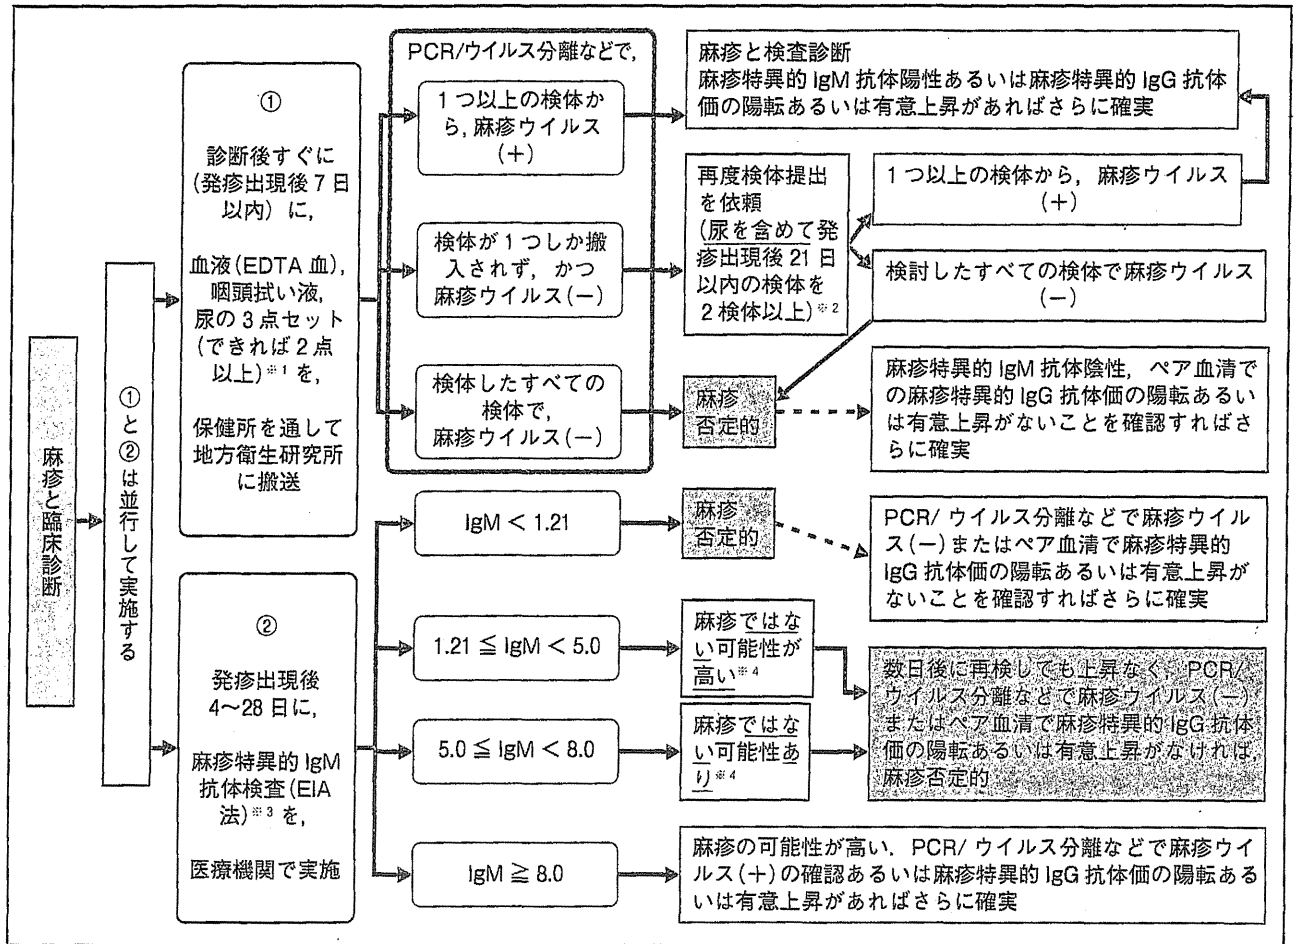 麻疹と臨床診断
①と②は並行して実施する
①
診断後すぐに
(発疹出現後7日
以内)に,
血液(EDTA血),
咽頭拭い液,
尿の3点セット
(できれば2点
以上)※1を,
保健所を通して
地方衛生研究所
に搬送
PCR/ウイルス分離などで,
1つ以上の検体か
ら,麻疹ウイルス
(+)
検体が1つしか搬
入されず,かつ
麻疹ウイルス(-)
検体したすべての
検体で,
麻疹ウイルス(-)
麻疹と検査診断
麻疹特異的IgM抗体陽性あるいは麻疹特異的IgG抗体
価の陽転あるいは有意上昇があればさらに確実
再度検体提出
を依頼
(尿を含めて発
疹出現後21日
以内の検体を
2検体以上)※2
1つ以上の検体から,麻疹ウイルス
(+)
検討したすべての検体で麻疹ウイルス
(-)
麻疹
否定的
麻疹特異的IgM抗体陰性,ペア血清で
の麻疹特異的IgG抗体価の陽転あるい
は有意上昇がないことを確認すればさ
らに確実
②
発疹出現後
4~28日に,
麻疹特異的IgM
抗体検査(EIA
法)※3を,
医療機関で実施
IgM < 1.21
麻疹
否定的
PCR/ウイルス分離などで麻疹ウイル
ス(-)またはペア血清で麻疹特異的
IgG抗体価の陽転あるいは有意上昇が
ないことを確認すればさらに確実
1.21 ≦ IgM < 5.0
麻疹ではな
い可能性が
高い※4
5.0 ≦ IgM < 8.0
麻疹ではな
い可能性あ
り※4
数日後に再検しても上昇なく,PCR/
ウイルス分離などで麻疹ウイルス(-)
またはペア血清で麻疹特異的IgG抗体
価の陽転あるいは有意上昇がなければ,
麻疹否定的
IgM ≧ 8.0
麻疹の可能性が高い.PCR/ウイルス分離などで麻疹ウイ
ルス(+)の確認あるいは麻疹特異的IgG抗体価の陽転ある
いは有意上昇があればさらに確実